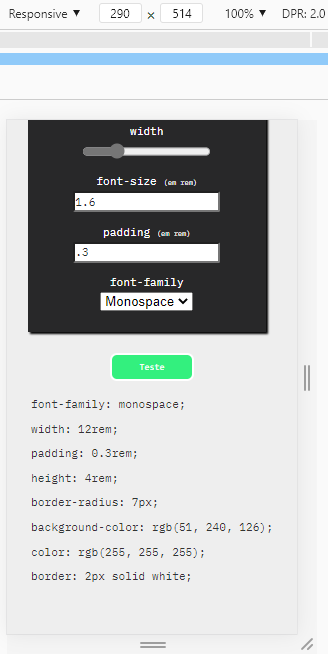 Responsive ▼ 290 × 514 100% ▼ DPR: 2.0
width
font-size (em rem)
1.6
padding (em rem)
.3
font-family
Monospace
Teste
font-family: monospace;
width: 12rem;
padding: 0.3rem;
height: 4rem;
border-radius: 7px;
background-color: rgb(51, 240, 126);
color: rgb(255, 255, 255);
border: 2px solid white;